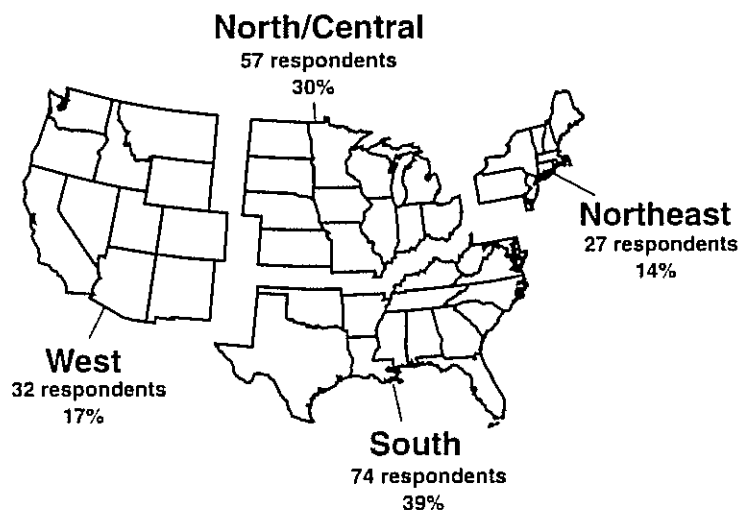 North/Central
57 respondents
30%
Northeast
27 respondents
14%
West
32 respondents
17%
South
74 respondents
39%